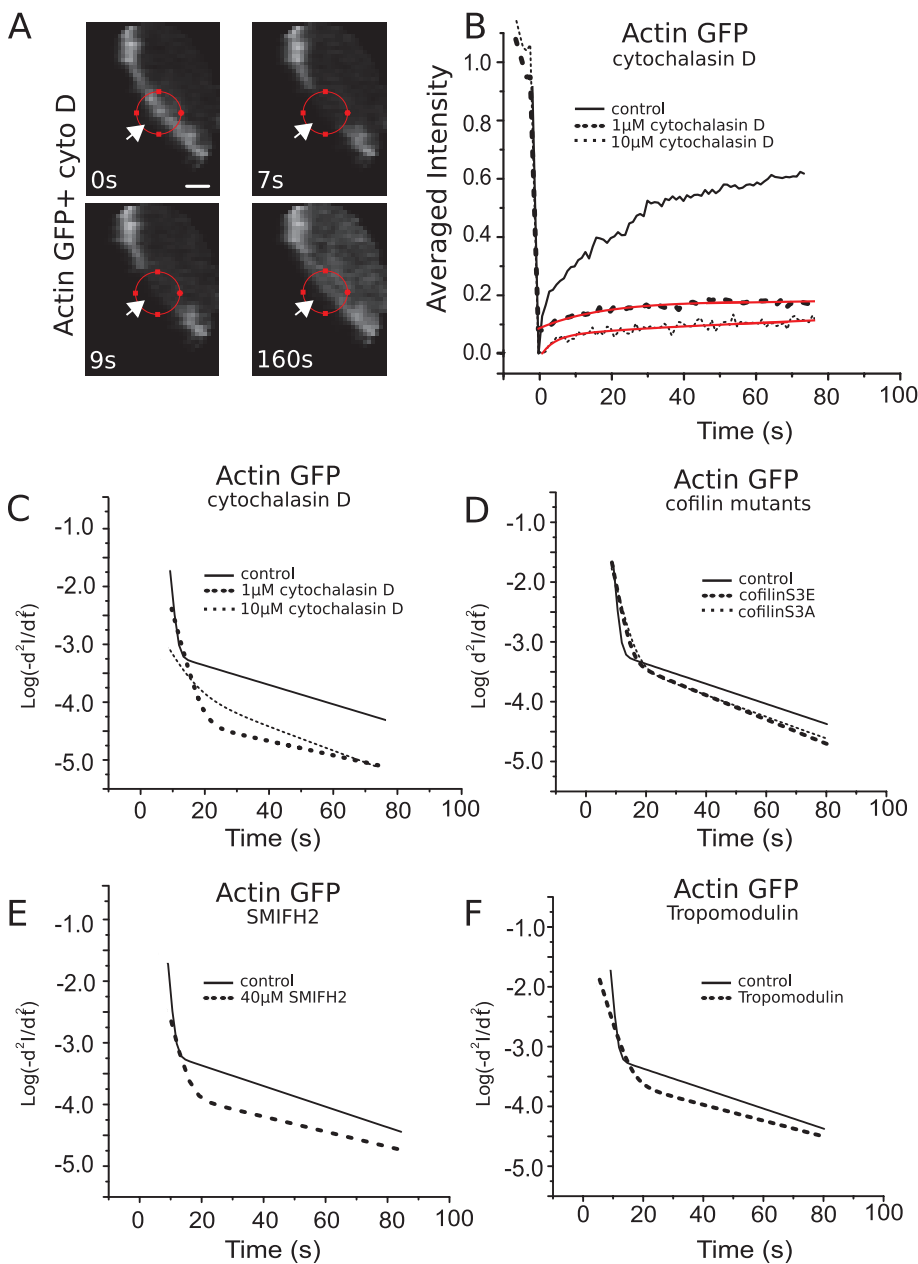 A
Actin GFP+ cyto D
0s
7s
9s
160s
B
Actin GFP
cytochalasin D
control
1μM cytochalasin D
10μM cytochalasin D
Averaged Intensity
1.0
0.8
0.6
0.4
0.2
0.0
0 20 40 60 80 100
Time (s)
C
Actin GFP
cytochalasin D
control
1μM cytochalasin D
10μM cytochalasin D
Log(-d²I/dt²)
-1.0
-2.0
-3.0
-4.0
-5.0
0 20 40 60 80 100
Time (s)
D
Actin GFP
cofilin mutants
control
cofilinS3E
cofilinS3A
Log( d²I/dt²)
-1.0
-2.0
-3.0
-4.0
-5.0
0 20 40 60 80 100
Time (s)
E
Actin GFP
SMIFH2
control
40μM SMIFH2
Log(-d²I/dt²)
-1.0
-2.0
-3.0
-4.0
-5.0
0 20 40 60 80 100
Time (s)
F
Actin GFP
Tropomodulin
control
Tropomodulin
Log(-d²I/dt²)
-1.0
-2.0
-3.0
-4.0
-5.0
0 20 40 60 80 100
Time (s)